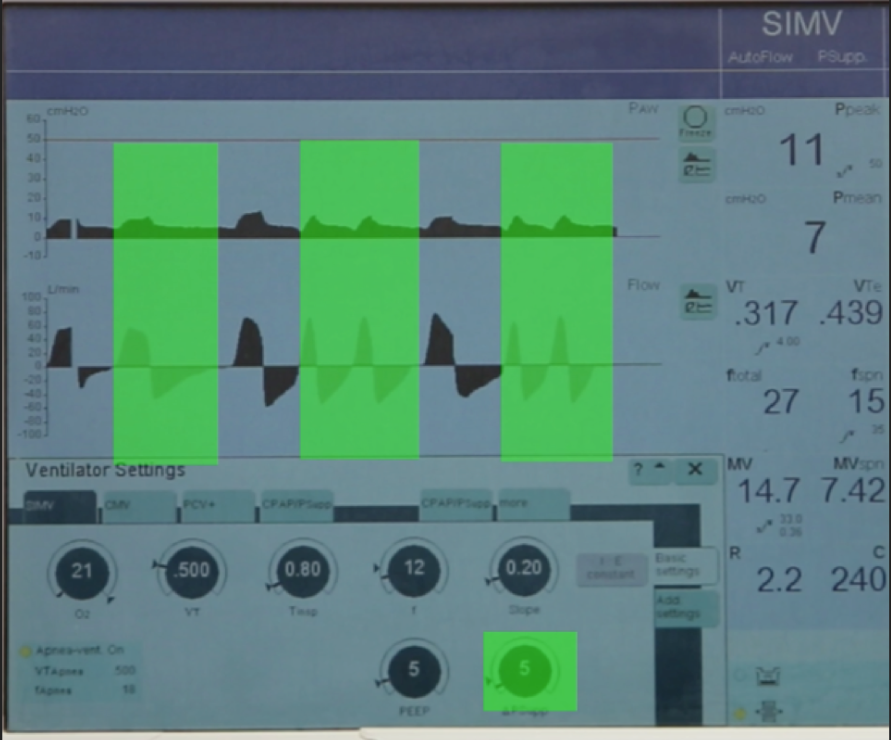 SIMV
AutoFlow PSupp.
cmH2O Paw
60
50
40
30
20
10
0
-10
Freeze
cmH2O Ppeak
11
50
cmH2O Pmean
7
L/min Flow
100
80
60
40
20
0
-20
-40
-60
-80
-100
VT VTe
.317 .439
4.00
ftotal fspn
27 15
35
MV MVspn
14.7 7.42
33.0
0.36
R C
2.2 240
Ventilator Settings ? X
SIMV CMV PCV+ CPAP/PSupp CPAP/PSupp more
21 .500 0.80 12 0.20
O2 VT Tinsp f Slope
I : E
constant
Basic
settings
Add.
settings
Apnea-vent. On
VTApnea 500
fApnea 18
5 5
PEEP ΔPSupp